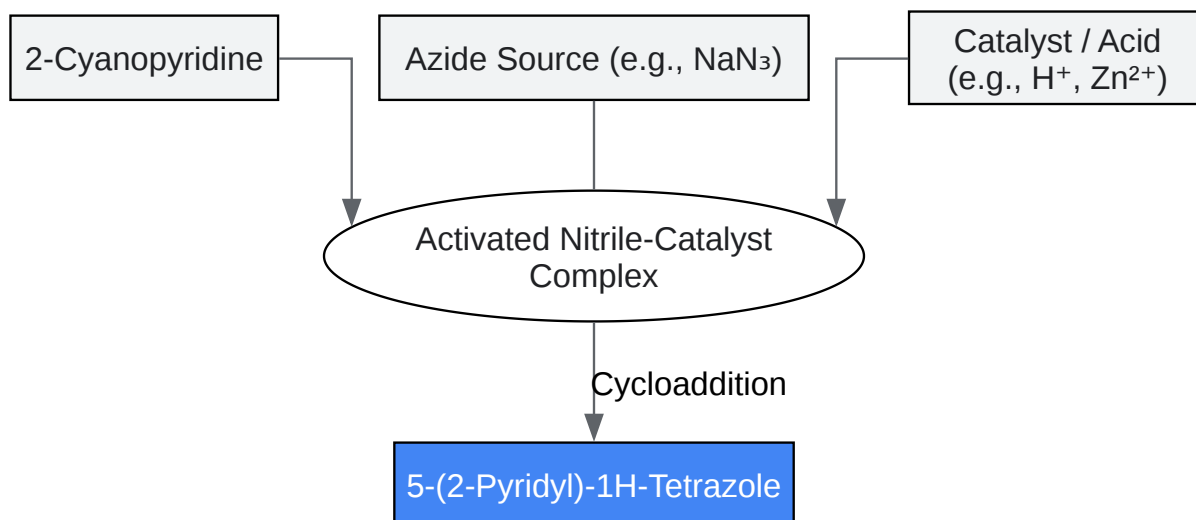 2-Cyanopyridine
Azide Source (e.g., NaN₃)
Catalyst / Acid
(e.g., H⁺, Zn²⁺)
Activated Nitrile-Catalyst
Complex
Cycloaddition
5-(2-Pyridyl)-1H-Tetrazole